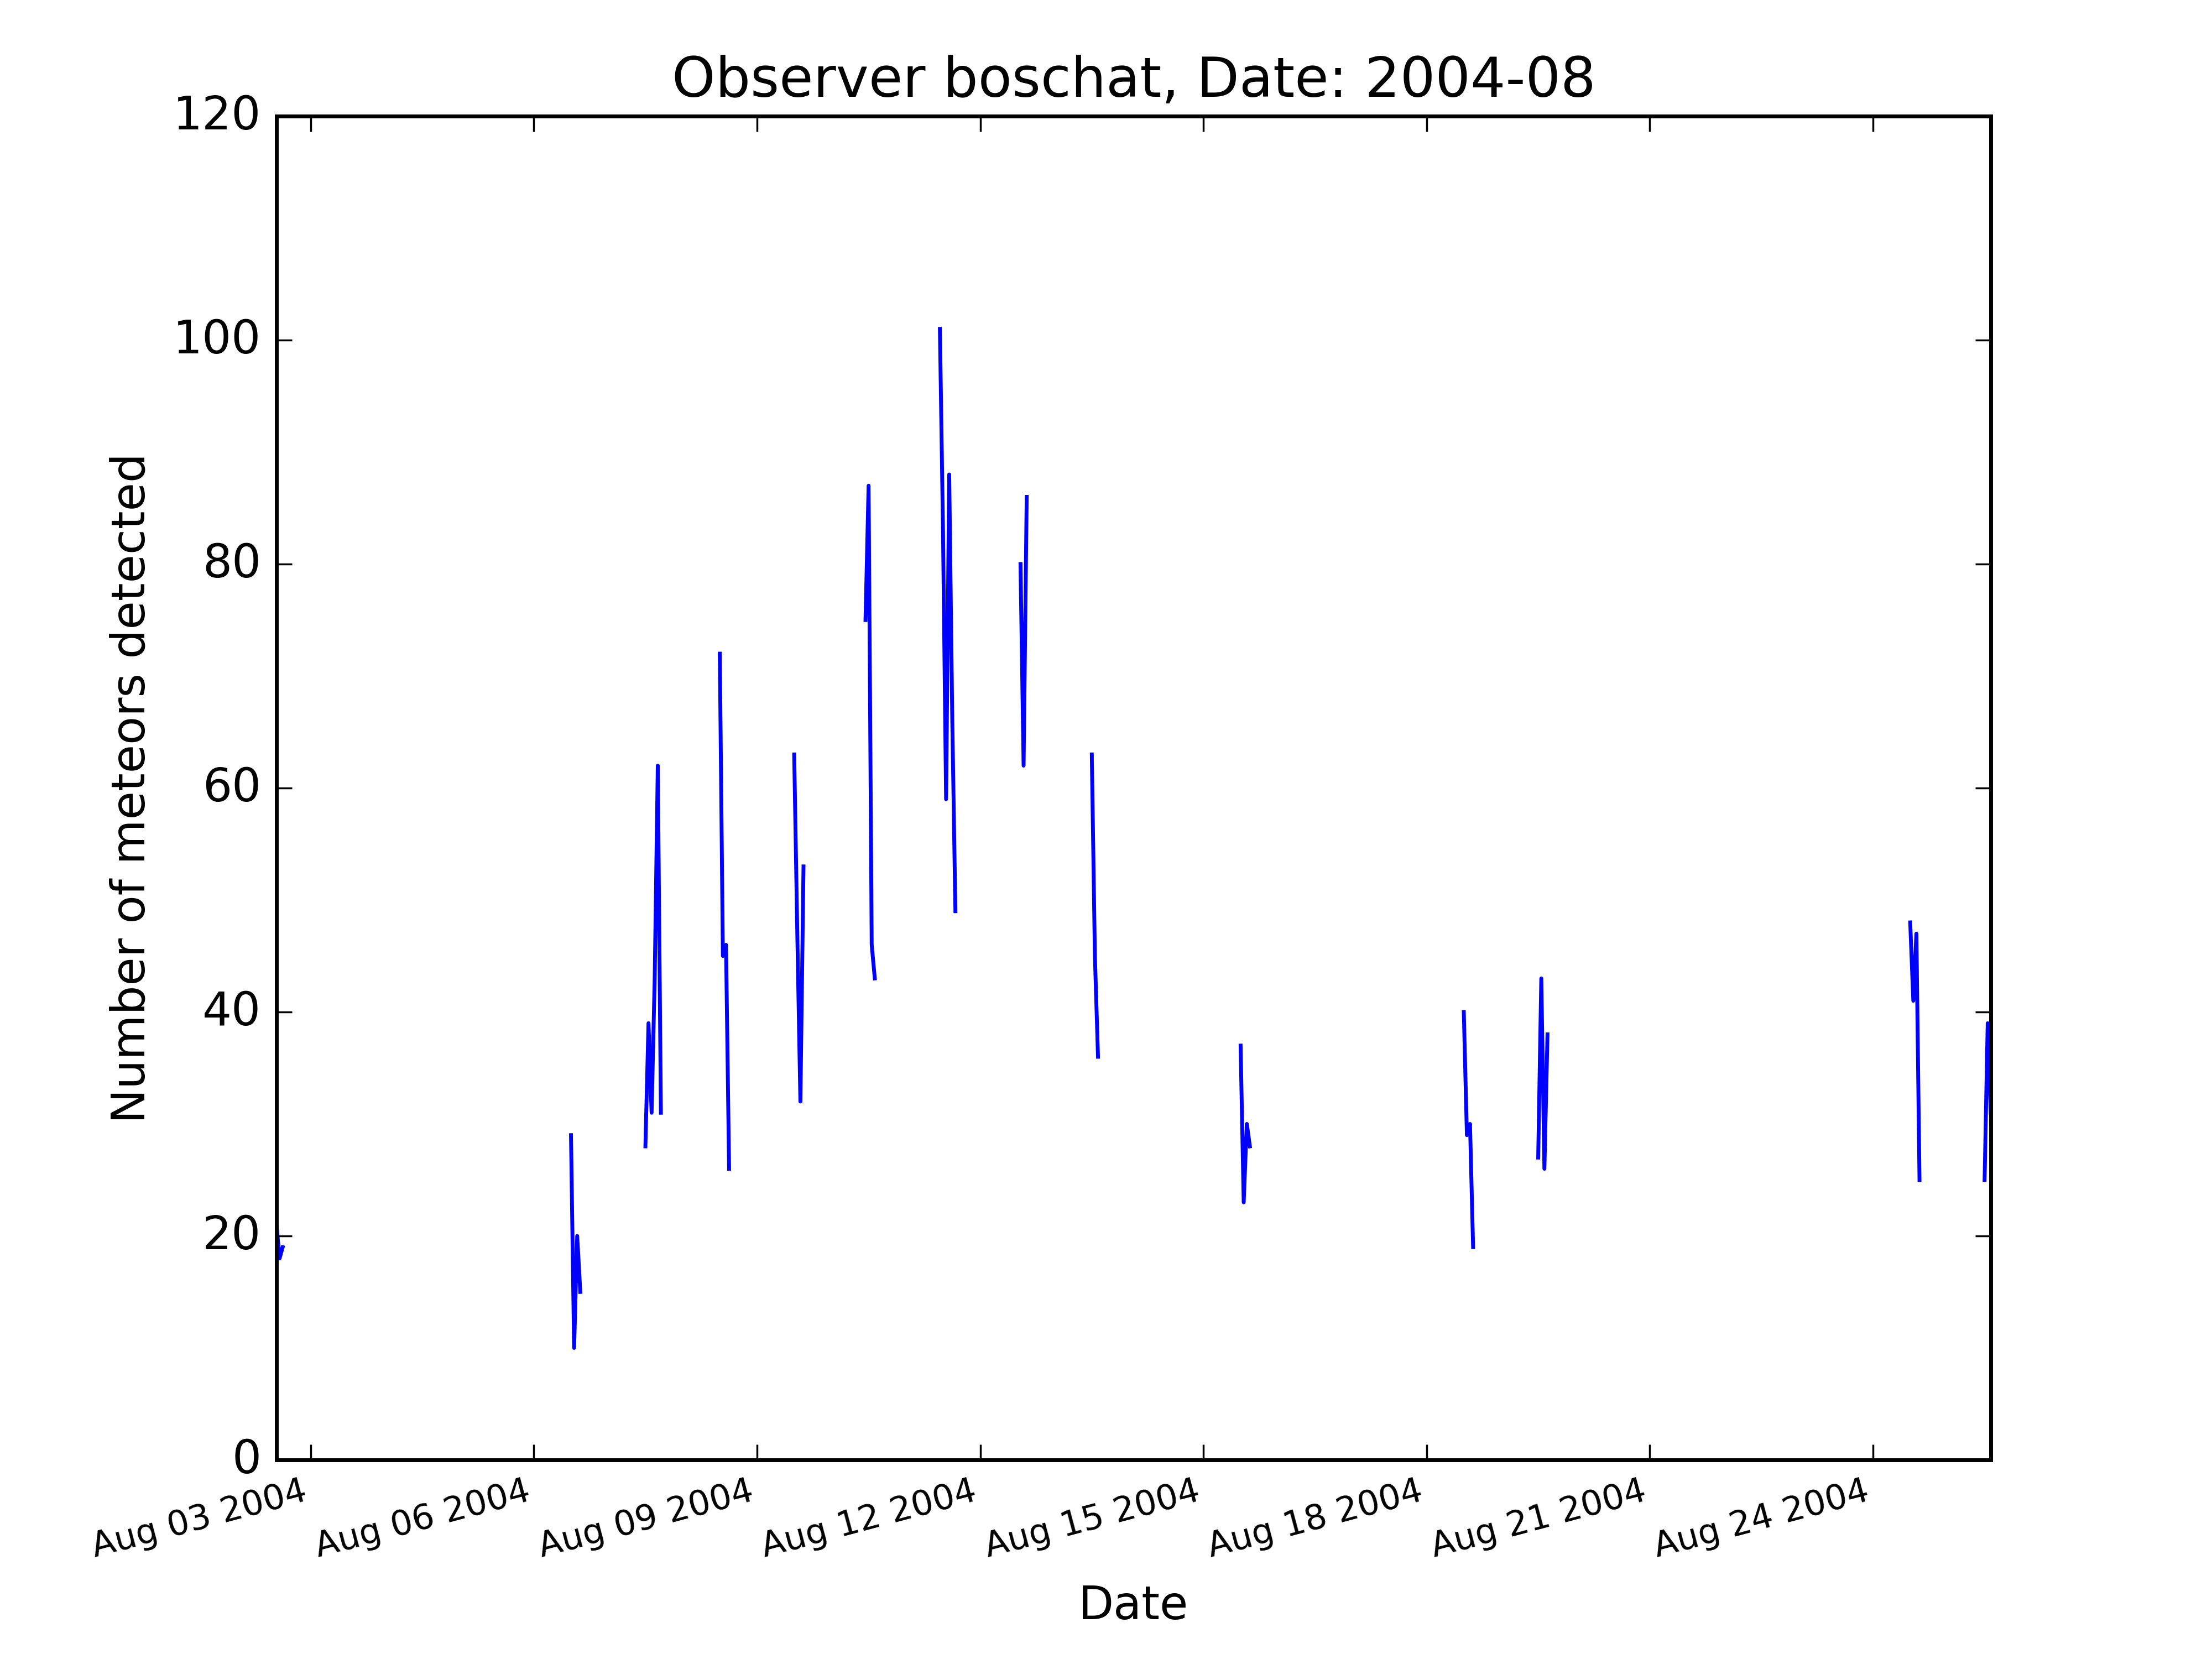 Observer boschat, Date: 2004-08
120
100
80
60
40
20
0
Number of meteors detected
Aug 03 2004
Aug 06 2004
Aug 09 2004
Aug 12 2004
Aug 15 2004
Aug 18 2004
Aug 21 2004
Aug 24 2004
Date